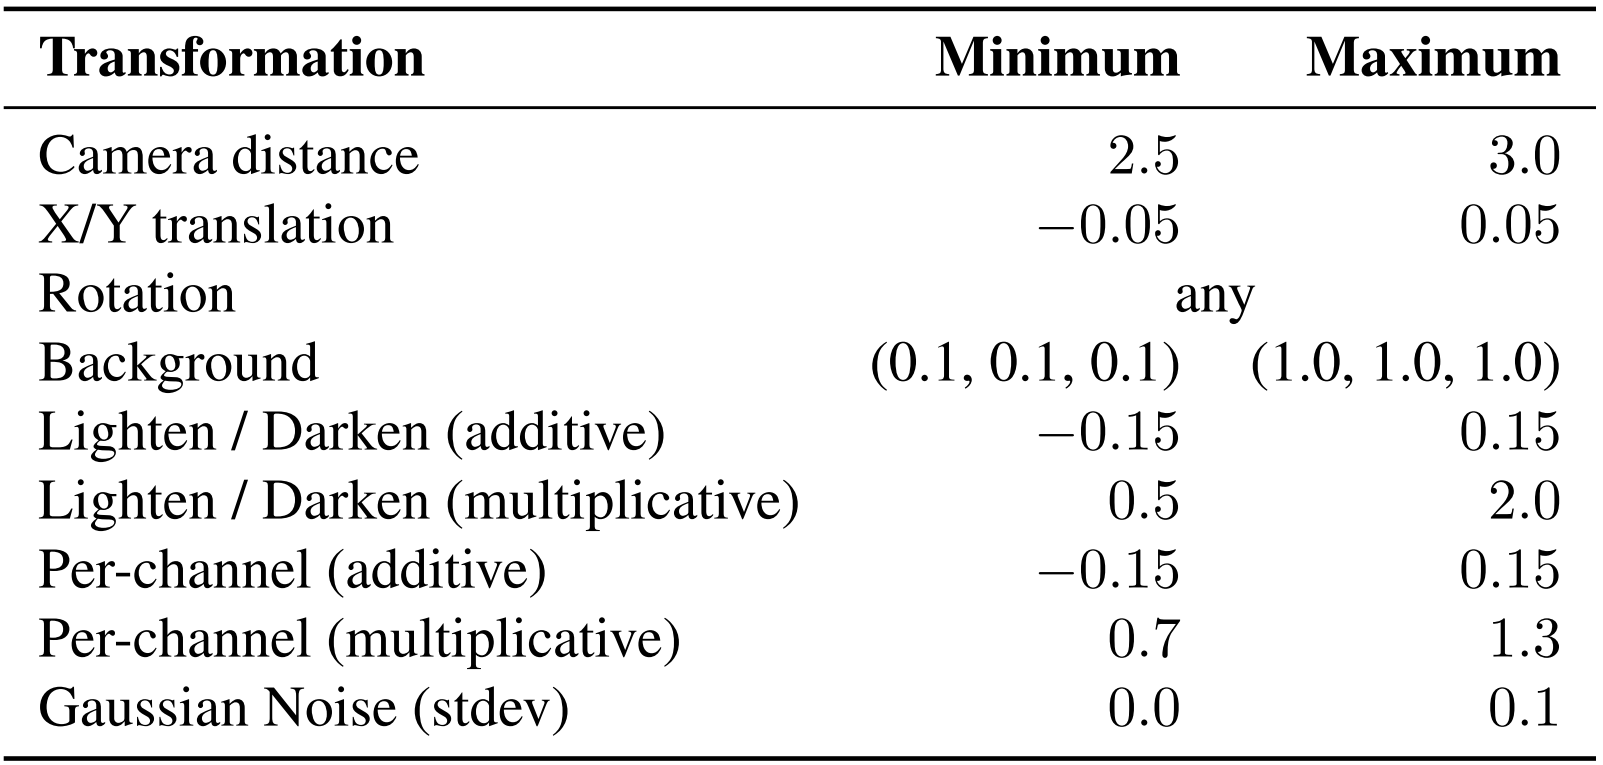 Transformation Minimum Maximum
Camera distance 2.5 3.0
X/Y translation −0.05 0.05
Rotation any
Background (0.1, 0.1, 0.1) (1.0, 1.0, 1.0)
Lighten / Darken (additive) −0.15 0.15
Lighten / Darken (multiplicative) 0.5 2.0
Per-channel (additive) −0.15 0.15
Per-channel (multiplicative) 0.7 1.3
Gaussian Noise (stdev) 0.0 0.1